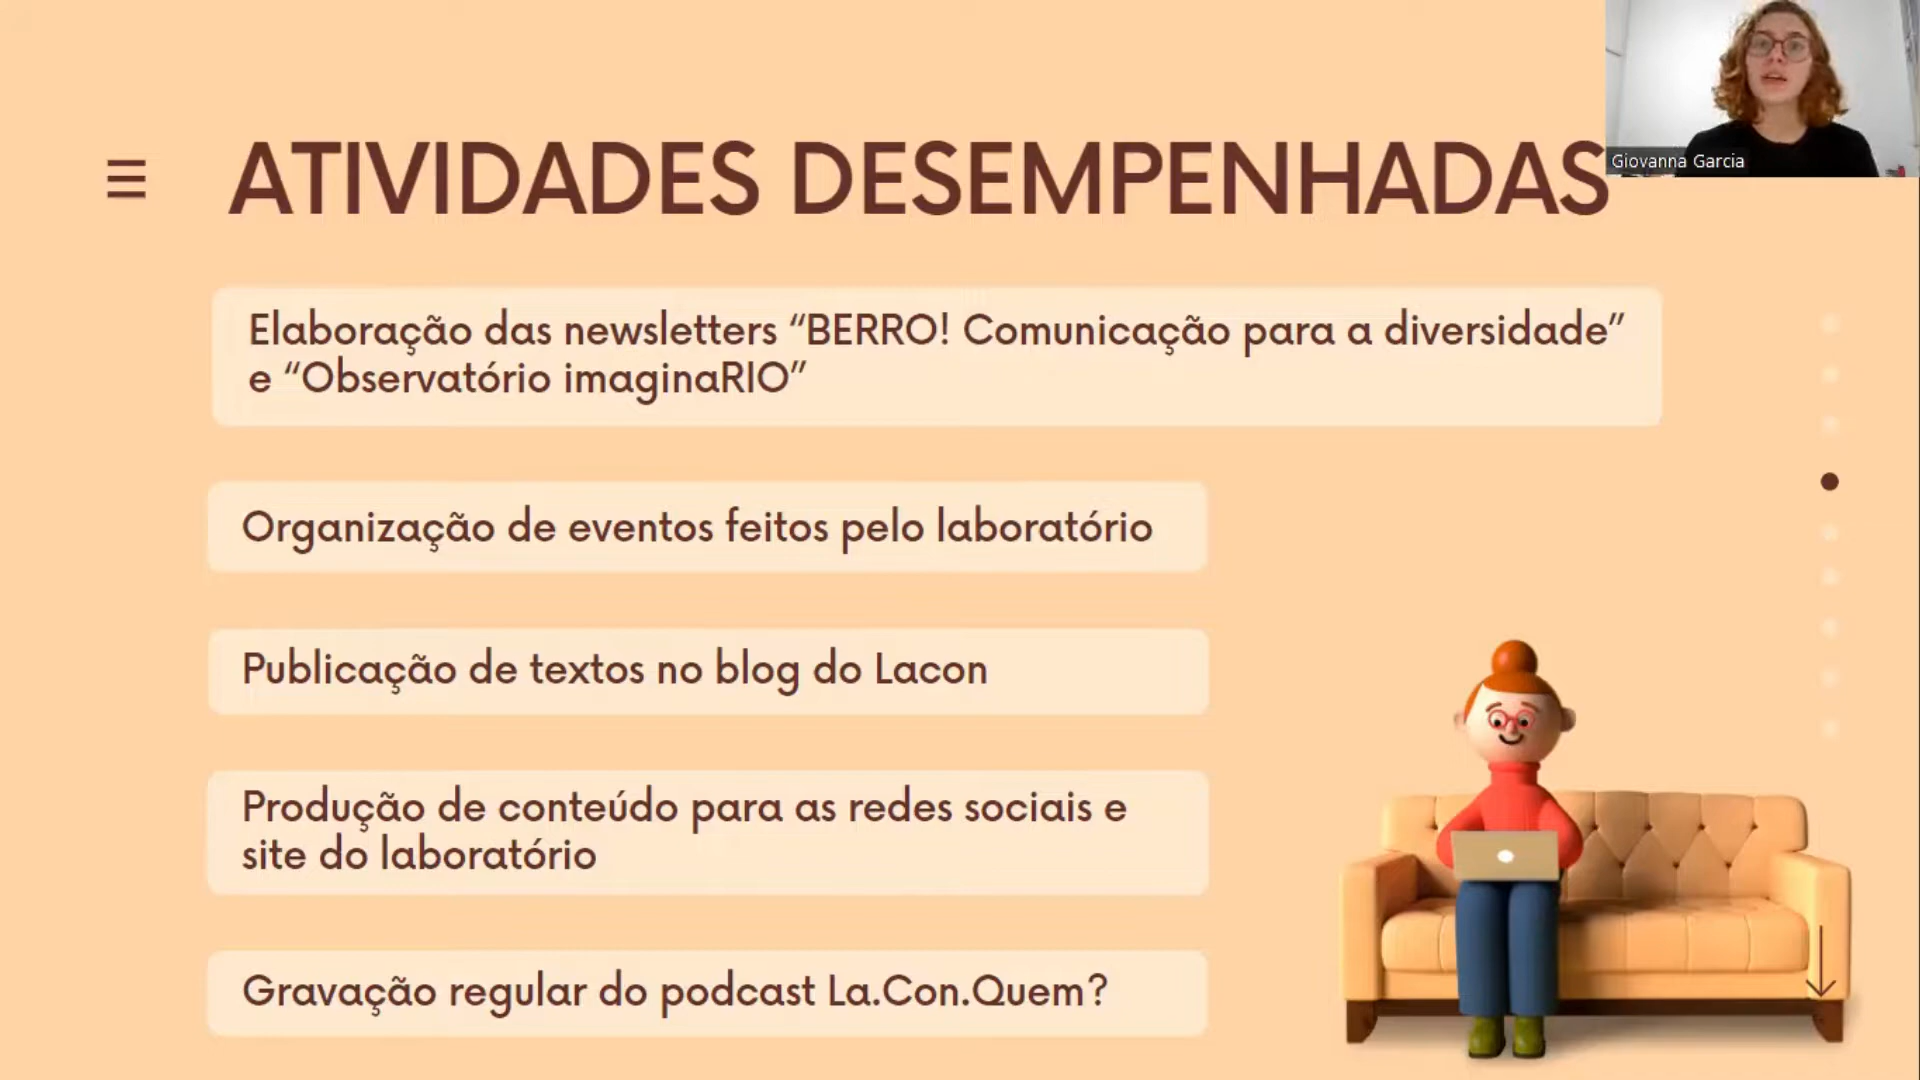 Giovanna Garcia
ATIVIDADES DESEMPENHADAS
Elaboração das newsletters “BERRO! Comunicação para a diversidade”
e “Observatório imaginaRIO”
Organização de eventos feitos pelo laboratório
Publicação de textos no blog do Lacon
Produção de conteúdo para as redes sociais e
site do laboratório
Gravação regular do podcast La.Con.Quem?